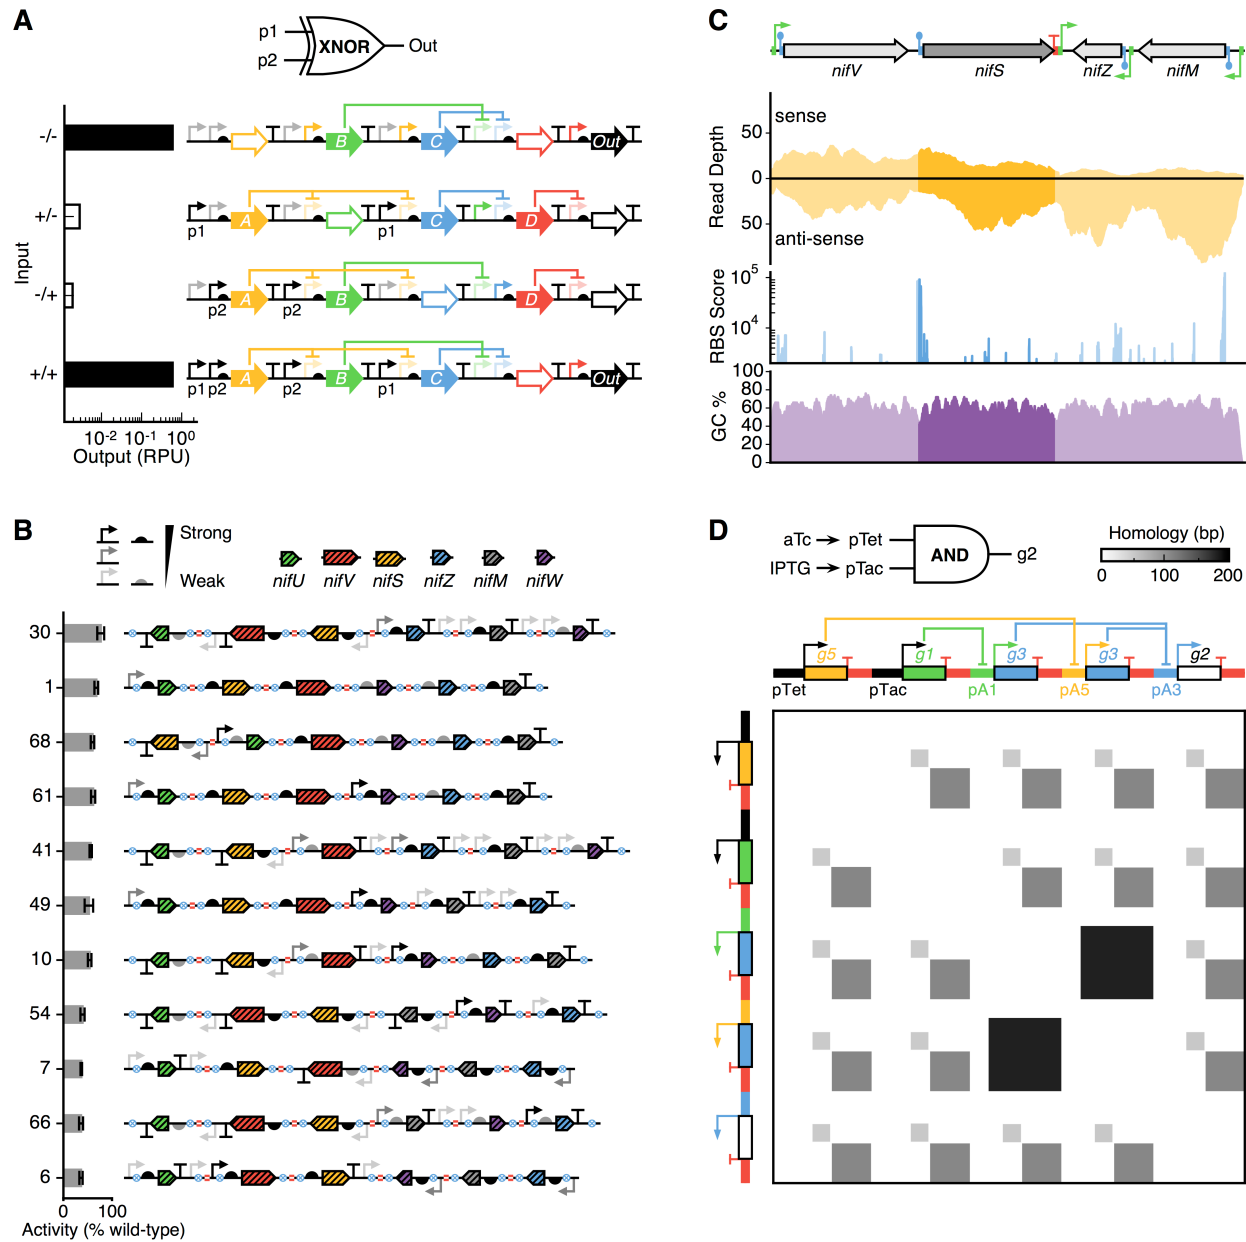 A
p1
p2
XNOR
Out
Input
-/-
B
C
Out
+/-
A
C
D
p1
p1
-/+
A
B
D
p2
p2
+/+
A
B
C
Out
p1 p2
p2
p1
10-2 10-1 100
Output (RPU)
B
Strong
Weak
nifU
nifV
nifS
nifZ
nifM
nifW
30
1
68
61
41
49
10
54
7
66
6
0
100
Activity (% wild-type)
C
nifV
nifS
nifZ
nifM
Read Depth
50
0
50
sense
anti-sense
RBS Score
105
104
GC %
100
80
60
40
20
0
D
aTc
pTet
IPTG
pTac
AND
g2
Homology (bp)
0
100
200
g5
g1
g3
g3
g2
pTet
pTac
pA1
pA5
pA3